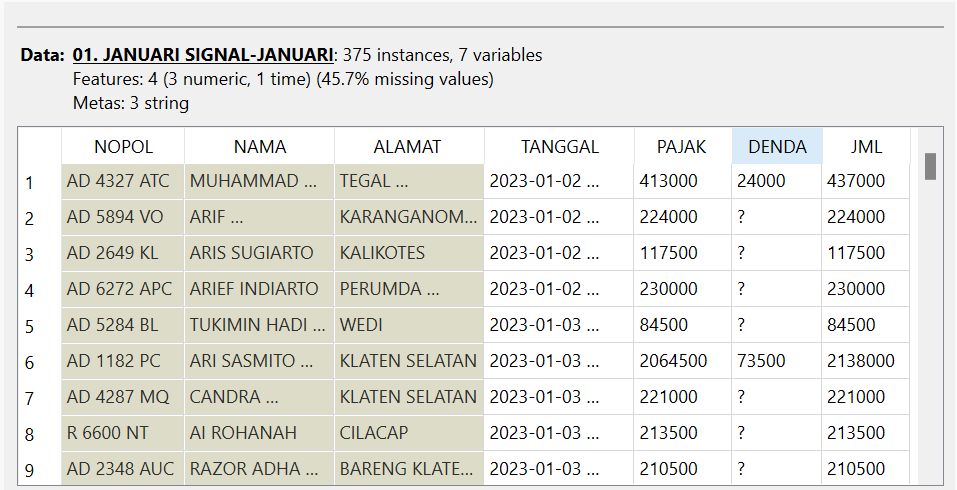 Data: 01. JANUARI SIGNAL-JANUARI: 375 instances, 7 variables
Features: 4 (3 numeric, 1 time) (45.7% missing values)
Metas: 3 string
NOPOL NAMA ALAMAT TANGGAL PAJAK DENDA JML
1 AD 4327 ATC MUHAMMAD ... TEGAL ... 2023-01-02 ... 413000 24000 437000
2 AD 5894 VO ARIF ... KARANGANOM... 2023-01-02 ... 224000 ? 224000
3 AD 2649 KL ARIS SUGIARTO KALIKOTES 2023-01-02 ... 117500 ? 117500
4 AD 6272 APC ARIEF INDIARTO PERUMDA ... 2023-01-02 ... 230000 ? 230000
5 AD 5284 BL TUKIMIN HADI ... WEDI 2023-01-03 ... 84500 ? 84500
6 AD 1182 PC ARI SASMITO ... KLATEN SELATAN 2023-01-03 ... 2064500 73500 2138000
7 AD 4287 MQ CANDRA ... KLATEN SELATAN 2023-01-03 ... 221000 ? 221000
8 R 6600 NT AI ROHANAH CILACAP 2023-01-03 ... 213500 ? 213500
9 AD 2348 AUC RAZOR ADHA ... BARENG KLATE... 2023-01-03 ... 210500 ? 210500